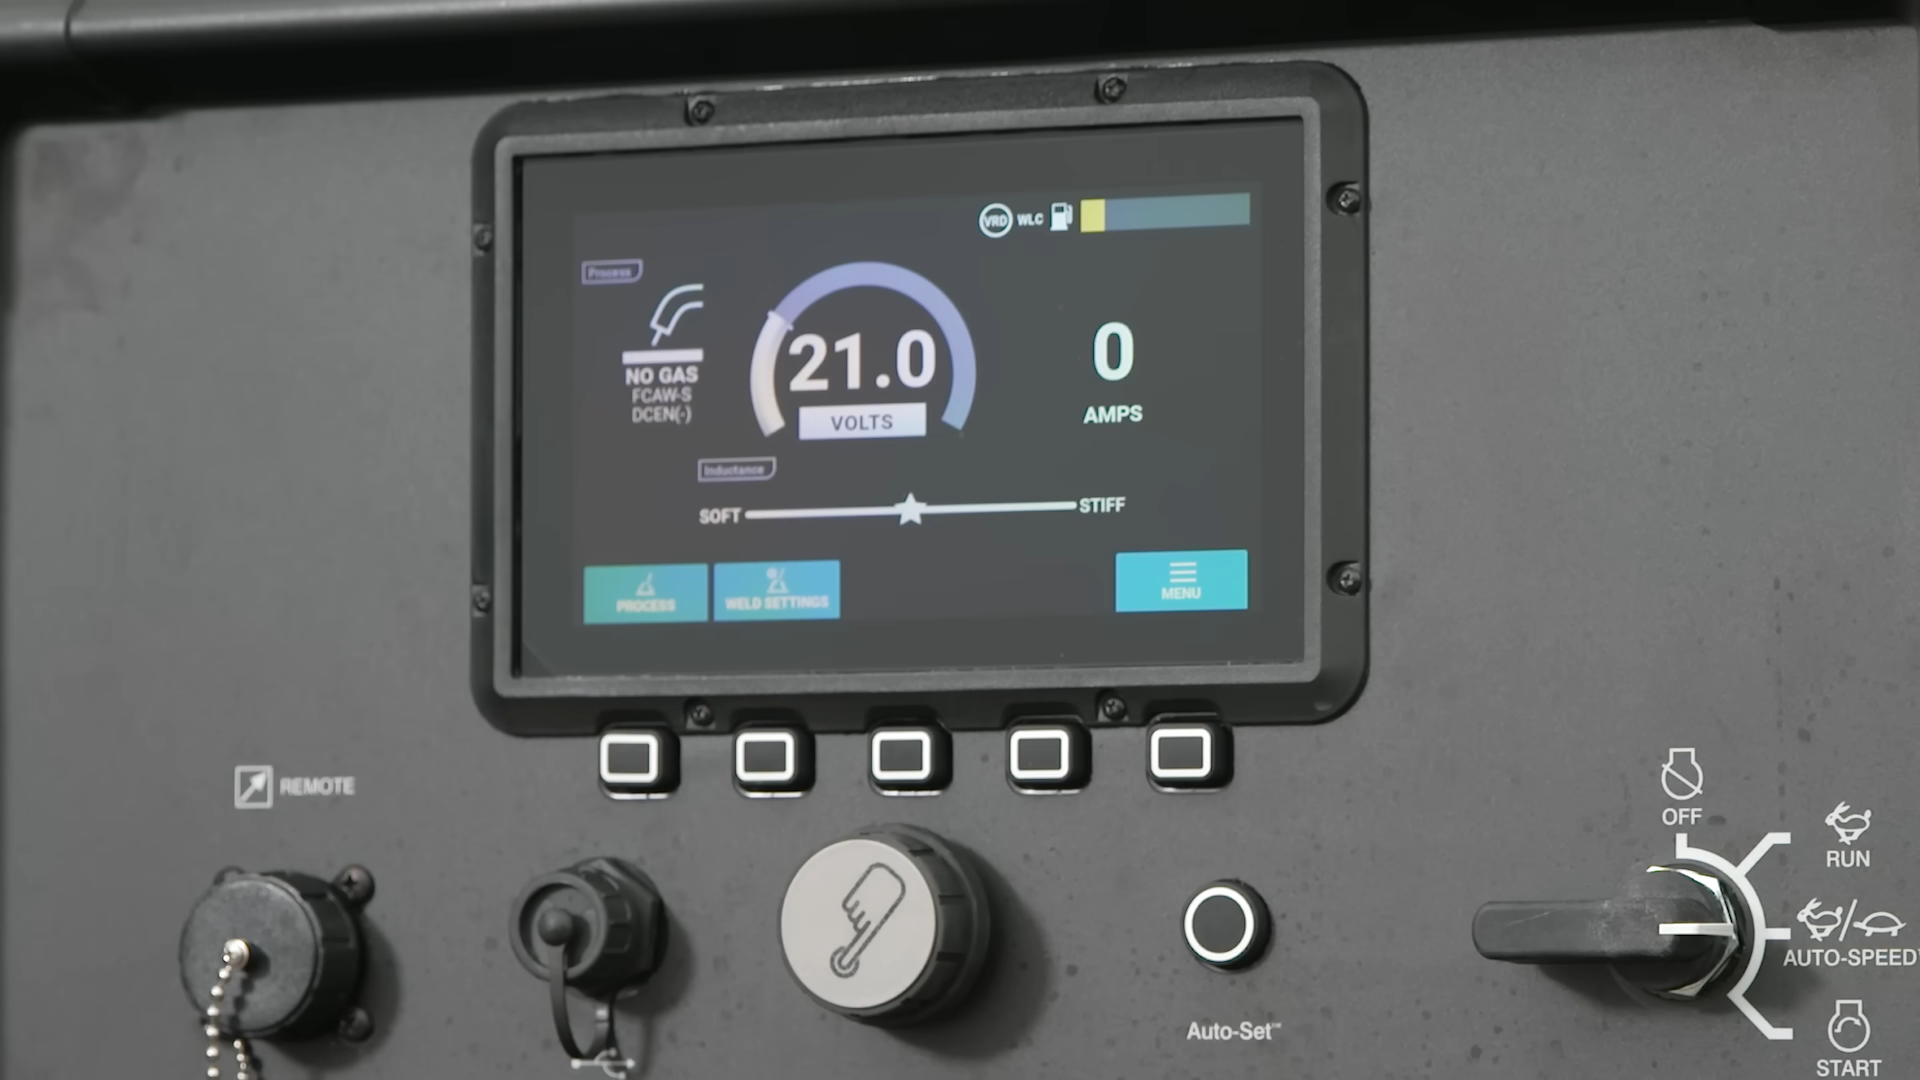 VRD WLC
Process
21.0
VOLTS
0
AMPS
NO GAS
FCAW-S
DCEN(-)
Inductance
SOFT
STIFF
PROCESS
WELD SETTINGS
MENU
REMOTE
Auto-Set™
OFF
RUN
AUTO-SPEED
START